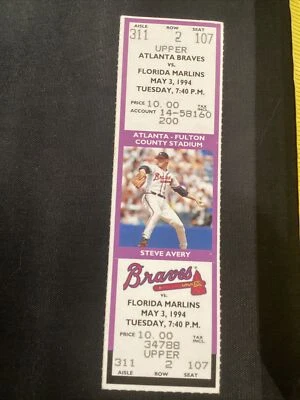 AISLE ROW SEAT
311 2 107
UPPER
ATLANTA BRAVES
vs.
FLORIDA MARLINS
MAY 3, 1994
TUESDAY, 7:40 P.M.
PRICE 10.00 TAX INCL.
ACCOUNT 14-58160
200
ATLANTA - FULTON
COUNTY STADIUM
STEVE AVERY
Braves
vs.
FLORIDA MARLINS
MAY 3, 1994
TUESDAY, 7:40 P.M.
PRICE 10.00 TAX INCL.
34788
UPPER
311 2 107
AISLE ROW SEAT